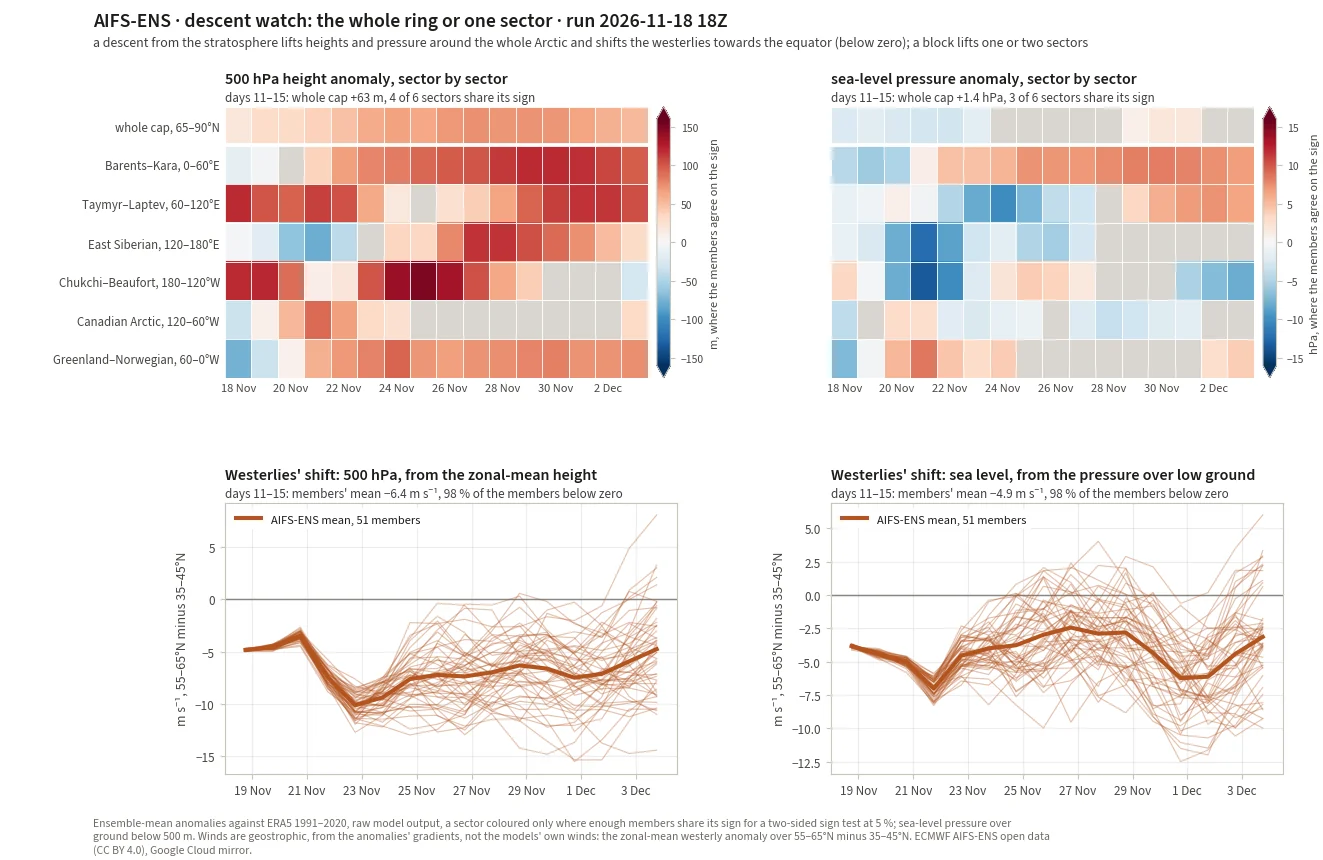 AIFS-ENS · descent watch: the whole ring or one sector · run 2026-11-18 18Z
a descent from the stratosphere lifts heights and pressure around the whole Arctic and shifts the westerlies towards the equator (below zero); a block lifts one or two sectors
500 hPa height anomaly, sector by sector
days 11–15: whole cap +63 m, 4 of 6 sectors share its sign
whole cap, 65–90°N
Barents–Kara, 0–60°E
Taymyr–Laptev, 60–120°E
East Siberian, 120–180°E
Chukchi–Beaufort, 180–120°W
Canadian Arctic, 120–60°W
Greenland–Norwegian, 60–0°W
18 Nov 20 Nov 22 Nov 24 Nov 26 Nov 28 Nov 30 Nov 2 Dec
150
100
50
0
−50
−100
−150
m, where the members agree on the sign
sea-level pressure anomaly, sector by sector
days 11–15: whole cap +1.4 hPa, 3 of 6 sectors share its sign
18 Nov 20 Nov 22 Nov 24 Nov 26 Nov 28 Nov 30 Nov 2 Dec
15
10
5
0
−5
−10
−15
hPa, where the members agree on the sign
Westerlies' shift: 500 hPa, from the zonal-mean height
days 11–15: members' mean −6.4 m s⁻¹, 98 % of the members below zero
AIFS-ENS mean, 51 members
m s⁻¹, 55–65°N minus 35–45°N
5
0
−5
−10
−15
19 Nov 21 Nov 23 Nov 25 Nov 27 Nov 29 Nov 1 Dec 3 Dec
Westerlies' shift: sea level, from the pressure over low ground
days 11–15: members' mean −4.9 m s⁻¹, 98 % of the members below zero
AIFS-ENS mean, 51 members
m s⁻¹, 55–65°N minus 35–45°N
5.0
2.5
0.0
−2.5
−5.0
−7.5
−10.0
−12.5
19 Nov 21 Nov 23 Nov 25 Nov 27 Nov 29 Nov 1 Dec 3 Dec
Ensemble-mean anomalies against ERA5 1991–2020, raw model output, a sector coloured only where enough members share its sign for a two-sided sign test at 5 %; sea-level pressure over
ground below 500 m. Winds are geostrophic, from the anomalies' gradients, not the models' own winds: the zonal-mean westerly anomaly over 55–65°N minus 35–45°N. ECMWF AIFS-ENS open data
(CC BY 4.0), Google Cloud mirror.